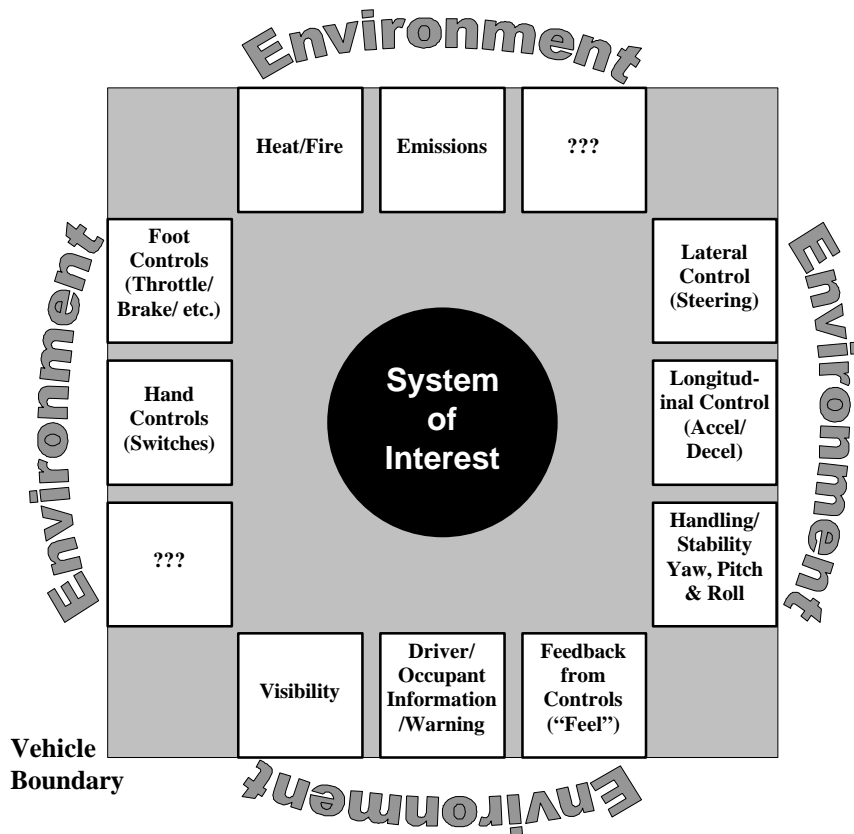 Environment
Heat/Fire
Emissions
???
Environment
Foot
Controls
(Throttle/
Brake/ etc.)
Lateral
Control
(Steering)
Environment
Hand
Controls
(Switches)
System
of
Interest
Longitud-
inal Control
(Accel/
Decel)
???
Handling/
Stability
Yaw, Pitch
& Roll
Visibility
Driver/
Occupant
Information
/Warning
Feedback
from
Controls
(“Feel”)
Vehicle
Boundary
Environment